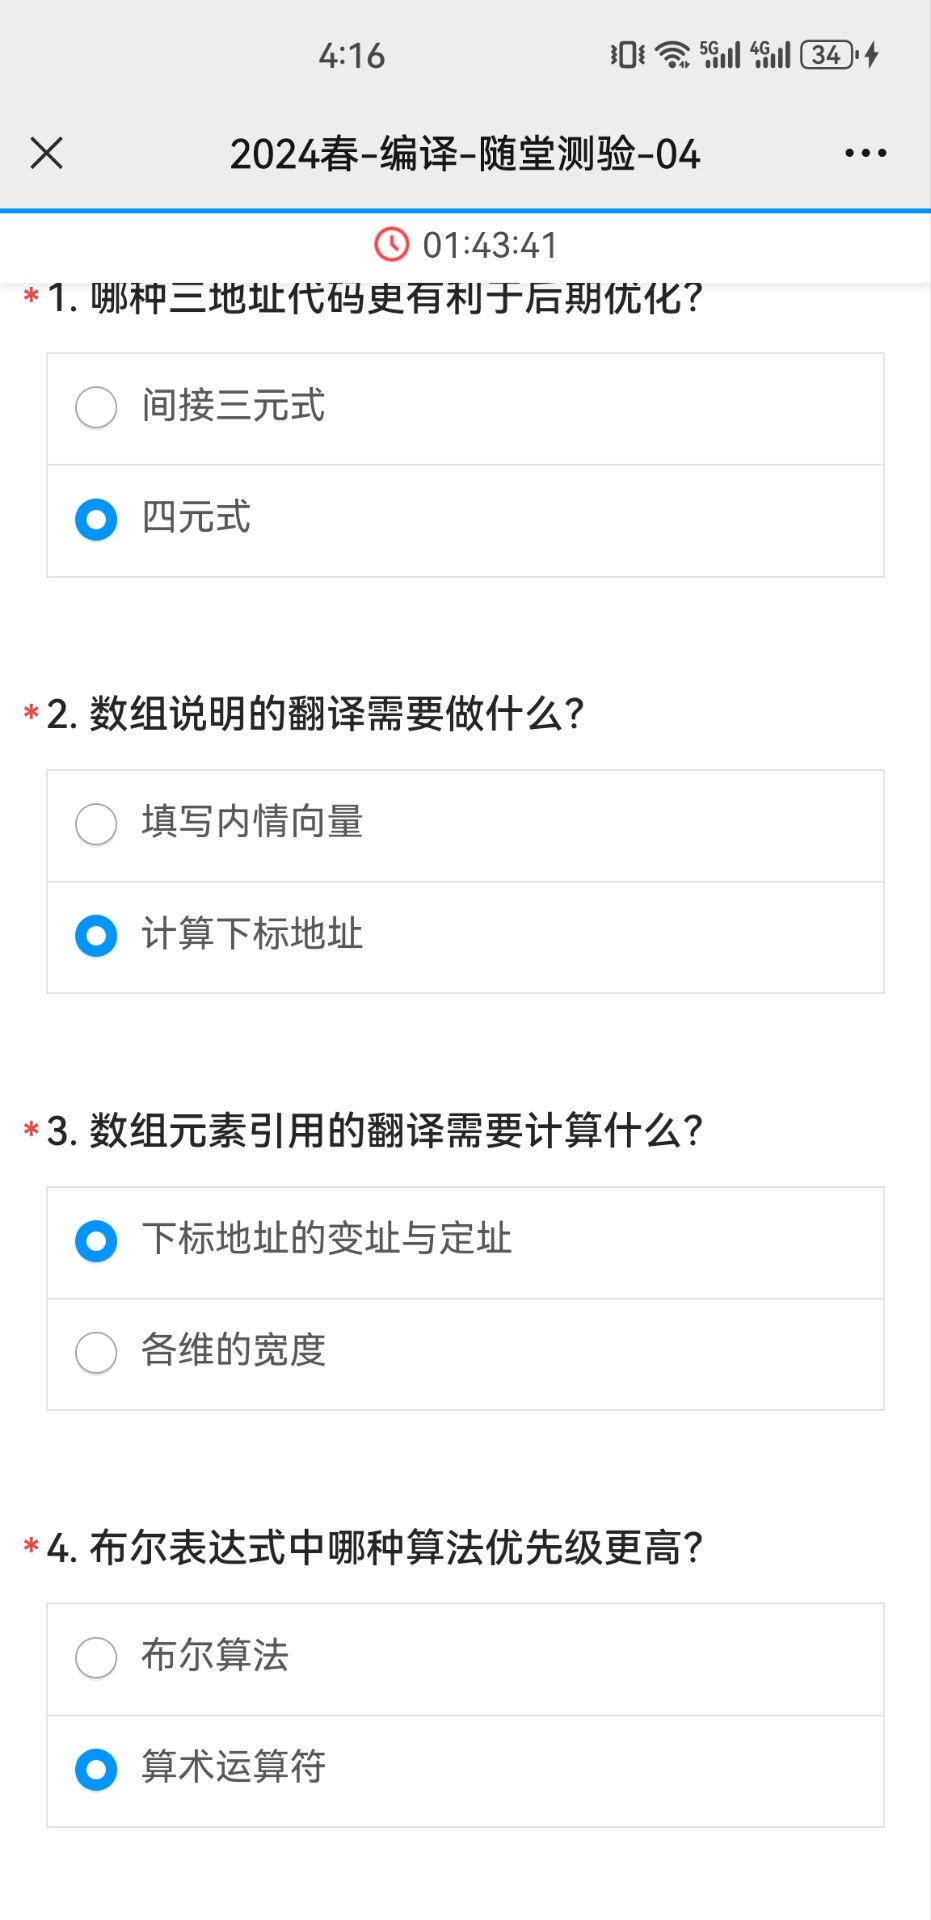 4:16
5G 4G 34
2024春-编译-随堂测验-04
01:43:41
*1. 哪种三地址代码更有利于后期优化?
间接三元式
四元式
*2. 数组说明的翻译需要做什么?
填写内情向量
计算下标地址
*3. 数组元素引用的翻译需要计算什么?
下标地址的变址与定址
各维的宽度
*4. 布尔表达式中哪种算法优先级更高?
布尔算法
算术运算符